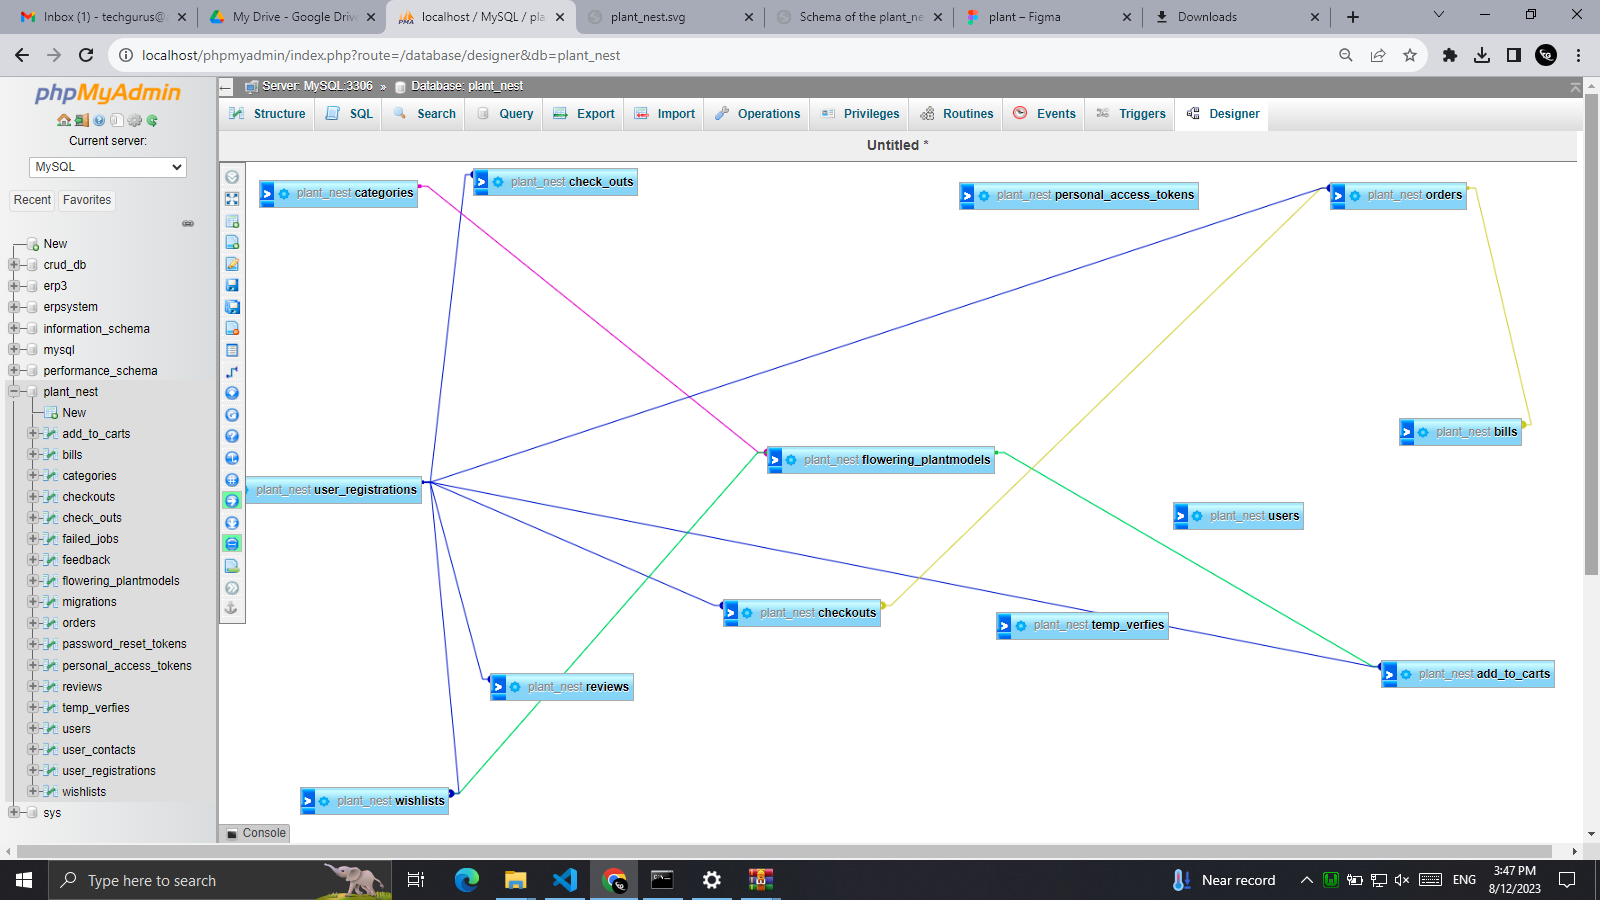 Inbox (1) - techgurus@
My Drive - Google Drive
localhost / MySQL / pla
plant_nest.svg
Schema of the plant_ne
plant – Figma
Downloads
localhost/phpmyadmin/index.php?route=/database/designer&db=plant_nest
phpMyAdmin
Current server:
MySQL
Recent
Favorites
New
crud_db
erp3
erpsystem
information_schema
mysql
performance_schema
plant_nest
New
add_to_carts
bills
categories
checkouts
check_outs
failed_jobs
feedback
flowering_plantmodels
migrations
orders
password_reset_tokens
personal_access_tokens
reviews
temp_verfies
users
user_contacts
user_registrations
wishlists
sys
Server: MySQL:3306 » Database: plant_nest
Structure
SQL
Search
Query
Export
Import
Operations
Privileges
Routines
Events
Triggers
Designer
Untitled *
plant_nest categories
plant_nest check_outs
plant_nest personal_access_tokens
plant_nest orders
plant_nest bills
plant_nest flowering_plantmodels
plant_nest user_registrations
plant_nest users
plant_nest checkouts
plant_nest temp_verfies
plant_nest add_to_carts
plant_nest reviews
plant_nest wishlists
Console
Type here to search
Near record
ENG
3:47 PM
8/12/2023